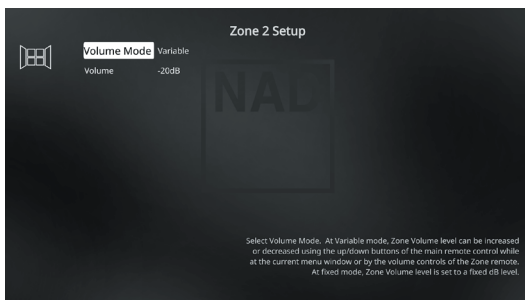 Zone 2 Setup
Volume Mode Variable
Volume -20dB
NAD
Select Volume Mode. At Variable mode, Zone Volume level can be increased
or decreased using the up/down buttons of the main remote control while
at the current menu window or by the volume controls of the Zone remote.
At fixed mode, Zone Volume level is set to a fixed dB level.